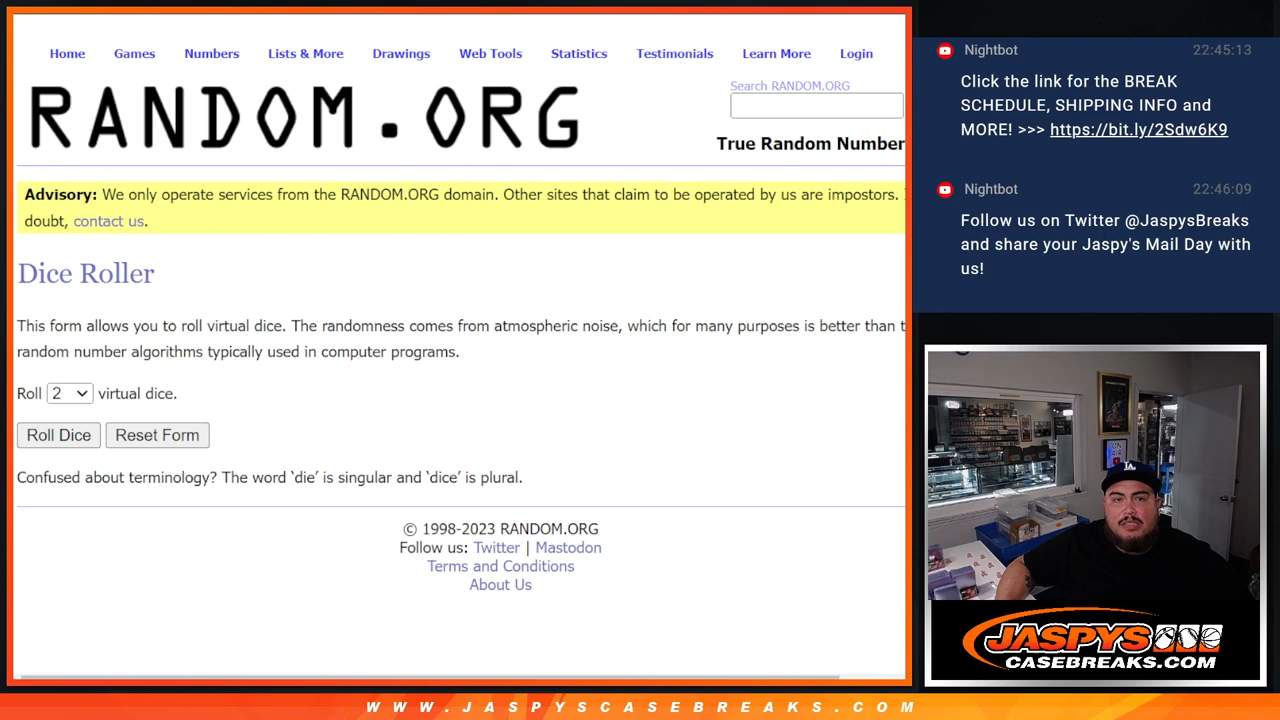 Home Games Numbers Lists & More Drawings Web Tools Statistics Testimonials Learn More Login
Search RANDOM.ORG
RANDOM.ORG
True Random Number
Advisory: We only operate services from the RANDOM.ORG domain. Other sites that claim to be operated by us are impostors.
doubt, contact us.
Dice Roller
This form allows you to roll virtual dice. The randomness comes from atmospheric noise, which for many purposes is better than t
random number algorithms typically used in computer programs.
Roll 2 virtual dice.
Roll Dice Reset Form
Confused about terminology? The word ‘die’ is singular and ‘dice’ is plural.
© 1998-2023 RANDOM.ORG
Follow us: Twitter | Mastodon
Terms and Conditions
About Us
Nightbot 22:45:13
Click the link for the BREAK
SCHEDULE, SHIPPING INFO and
MORE! >>> https://bit.ly/2Sdw6K9
Nightbot 22:46:09
Follow us on Twitter @JaspysBreaks
and share your Jaspy's Mail Day with
us!
LA
JASPYS
CASEBREAKS.COM
WWW.JASPYSCASEBREAKS.COM